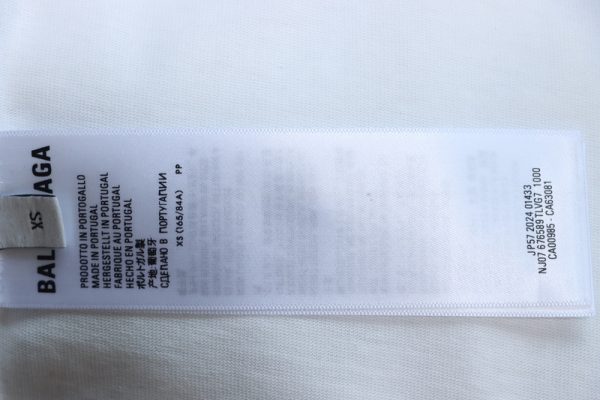 XS
BAL AGA
PRODOTTO IN PORTOGALLO
MADE IN PORTUGAL
HERGESTELLT IN PORTUGAL
FABRIQUE AU PORTUGAL
HECHO EN PORTUGAL
ポルトガル製
产地:葡萄牙
СДЕЛАНО В ПОРТУГАЛИИ
XS (165/84A) PP
JP57 2024 01433
NJ07 676589 TLVG7 1000
CA00985 - CA63081